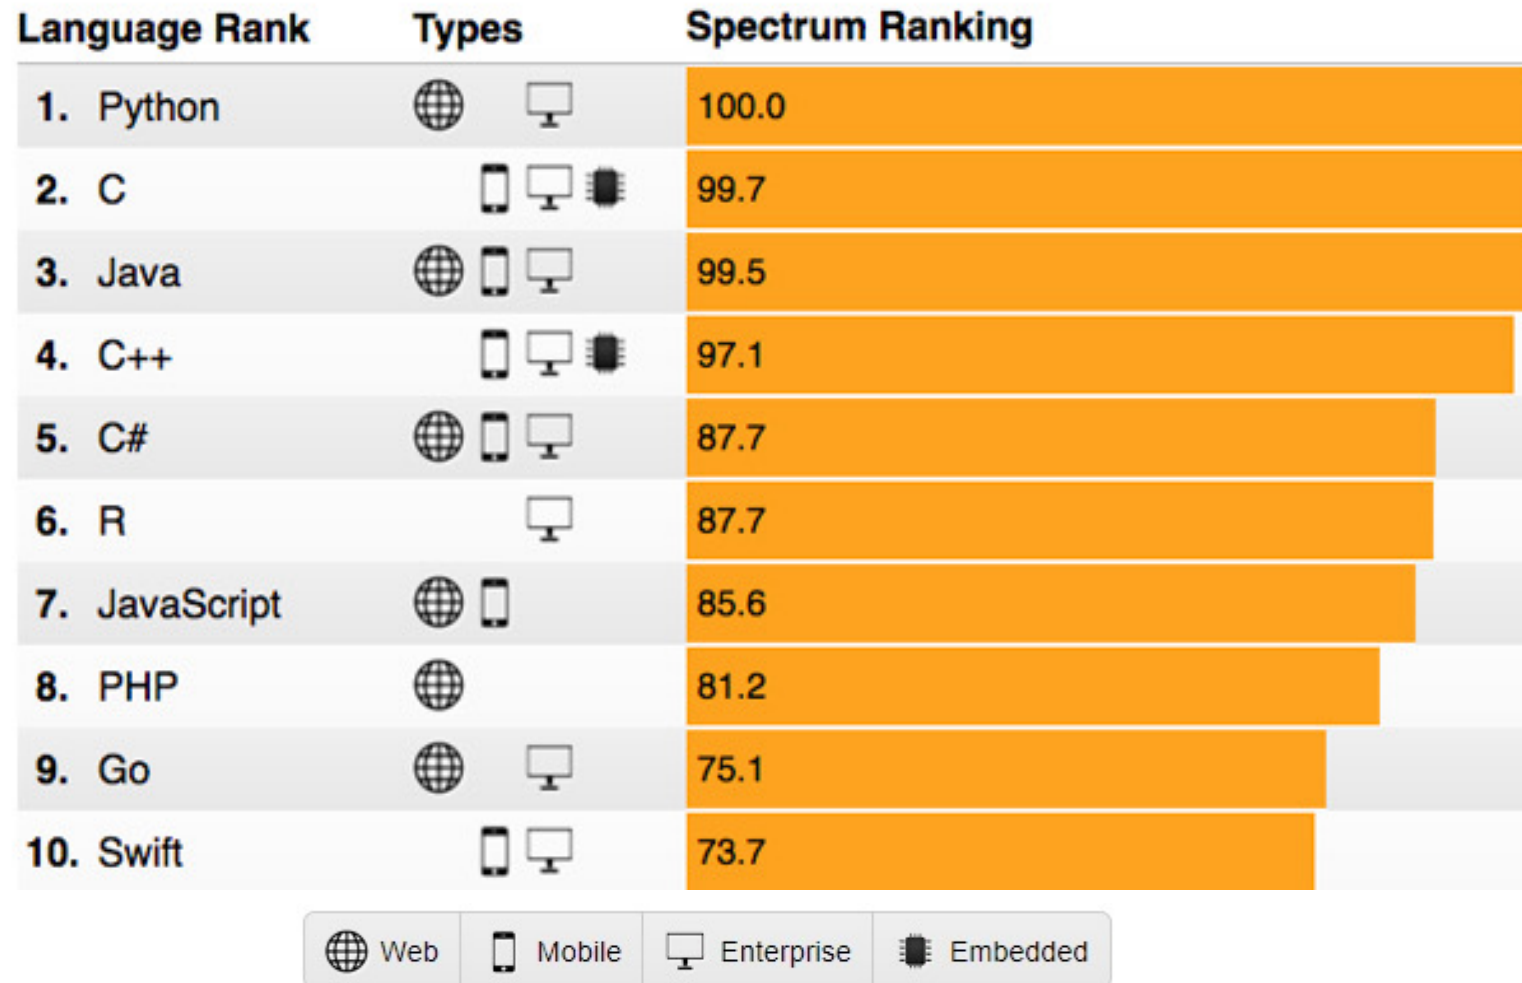 Language Rank Types Spectrum Ranking
1. Python 100.0
2. C 99.7
3. Java 99.5
4. C++ 97.1
5. C# 87.7
6. R 87.7
7. JavaScript 85.6
8. PHP 81.2
9. Go 75.1
10. Swift 73.7
Web Mobile Enterprise Embedded